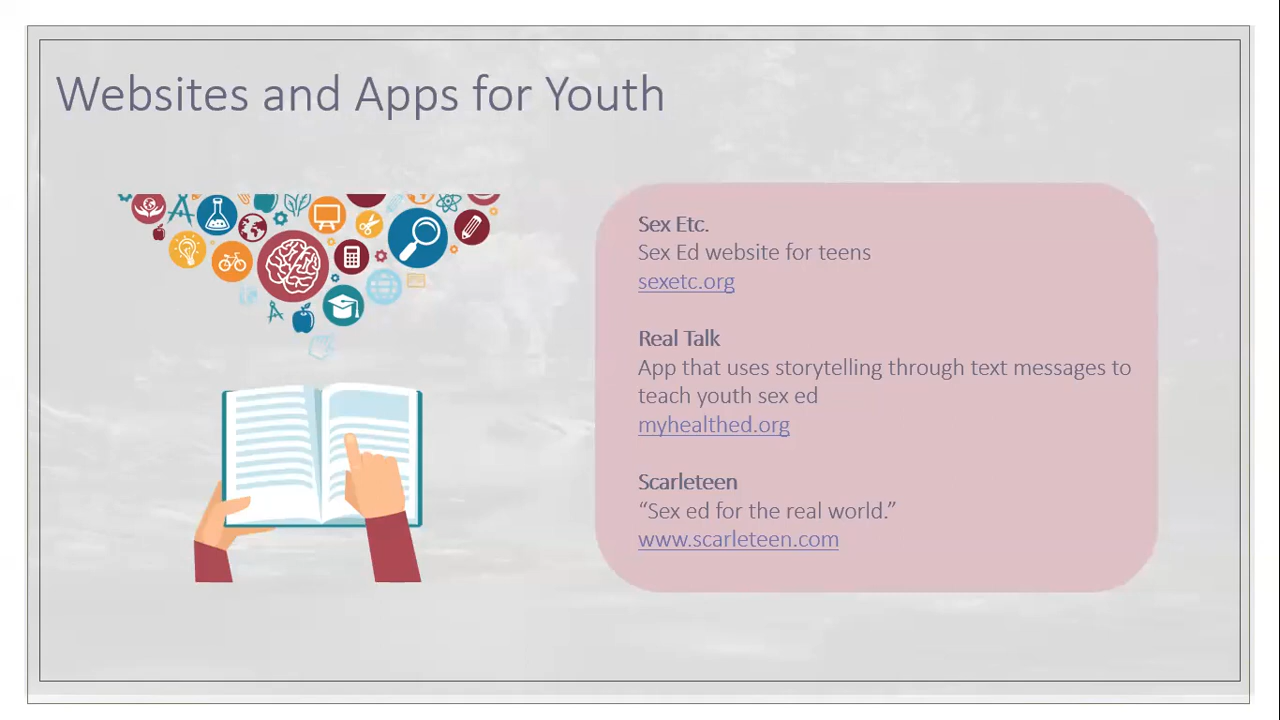 Websites and Apps for Youth
Sex Etc.
Sex Ed website for teens
sexetc.org
Real Talk
App that uses storytelling through text messages to
teach youth sex ed
myhealthed.org
Scarleteen
“Sex ed for the real world.”
www.scarleteen.com